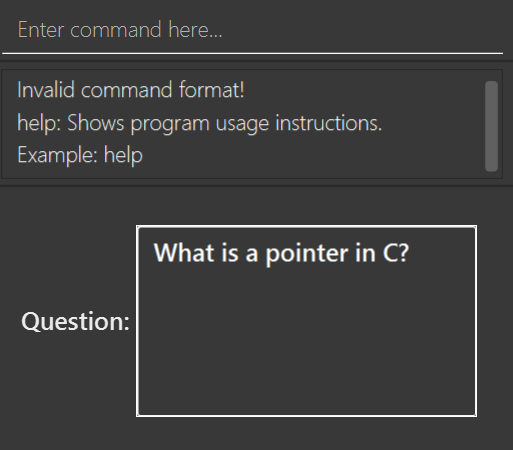 Enter command here...
Invalid command format!
help: Shows program usage instructions.
Example: help
What is a pointer in C?
Question: